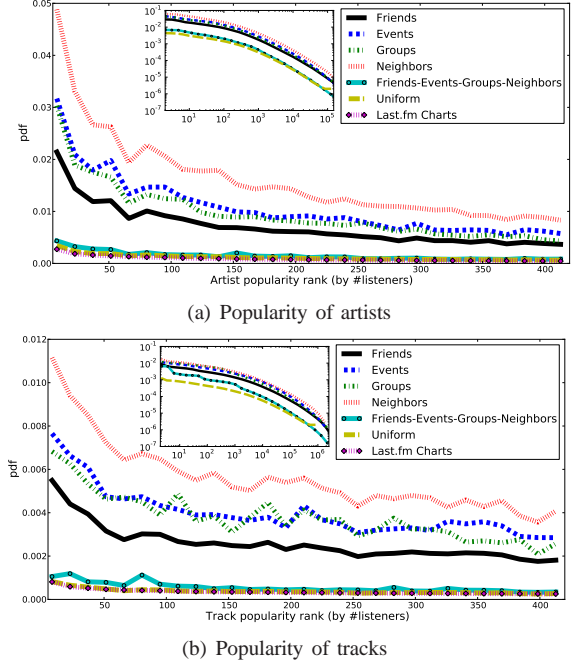 0.05
0.04
0.03
0.02
0.01
0.00
pdf
50 100 150 200 250 300 350 400
Artist popularity rank (by #listeners)
10^-1
10^-2
10^-3
10^-4
10^-5
10^-6
10^-7
10^1 10^2 10^3 10^4 10^5
Friends
Events
Groups
Neighbors
Friends-Events-Groups-Neighbors
Uniform
Last.fm Charts
(a) Popularity of artists
0.012
0.010
0.008
0.006
0.004
0.002
0.000
pdf
50 100 150 200 250 300 350 400
Track popularity rank (by #listeners)
10^-1
10^-2
10^-3
10^-4
10^-5
10^-6
10^-7
10^1 10^2 10^3 10^4 10^5 10^6
Friends
Events
Groups
Neighbors
Friends-Events-Groups-Neighbors
Uniform
Last.fm Charts
(b) Popularity of tracks